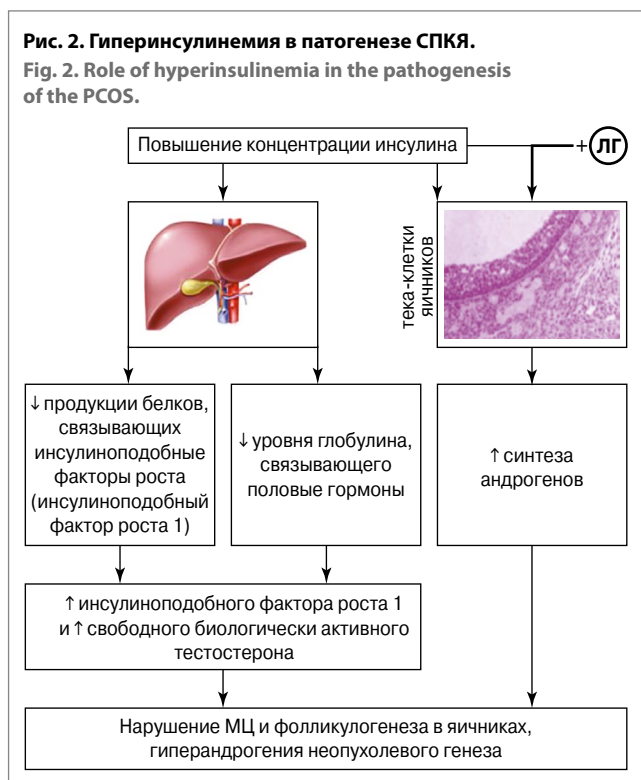 Рис. 2. Гиперинсулинемия в патогенезе СПКЯ.
Fig. 2. Role of hyperinsulinemia in the pathogenesis
of the PCOS.
Повышение концентрации инсулина
+ ЛГ
тека-клетки
яичников
↓ продукции белков,
связывающих
инсулиноподобные
факторы роста
(инсулиноподобный
фактор роста 1)
↓ уровня глобулина,
связывающего
половые гормоны
↑ синтеза
андрогенов
↑ инсулиноподобного фактора роста 1
и ↑ свободного биологически активного
тестостерона
Нарушение МЦ и фолликулогенеза в яичниках,
гиперандрогения неопухолевого генеза